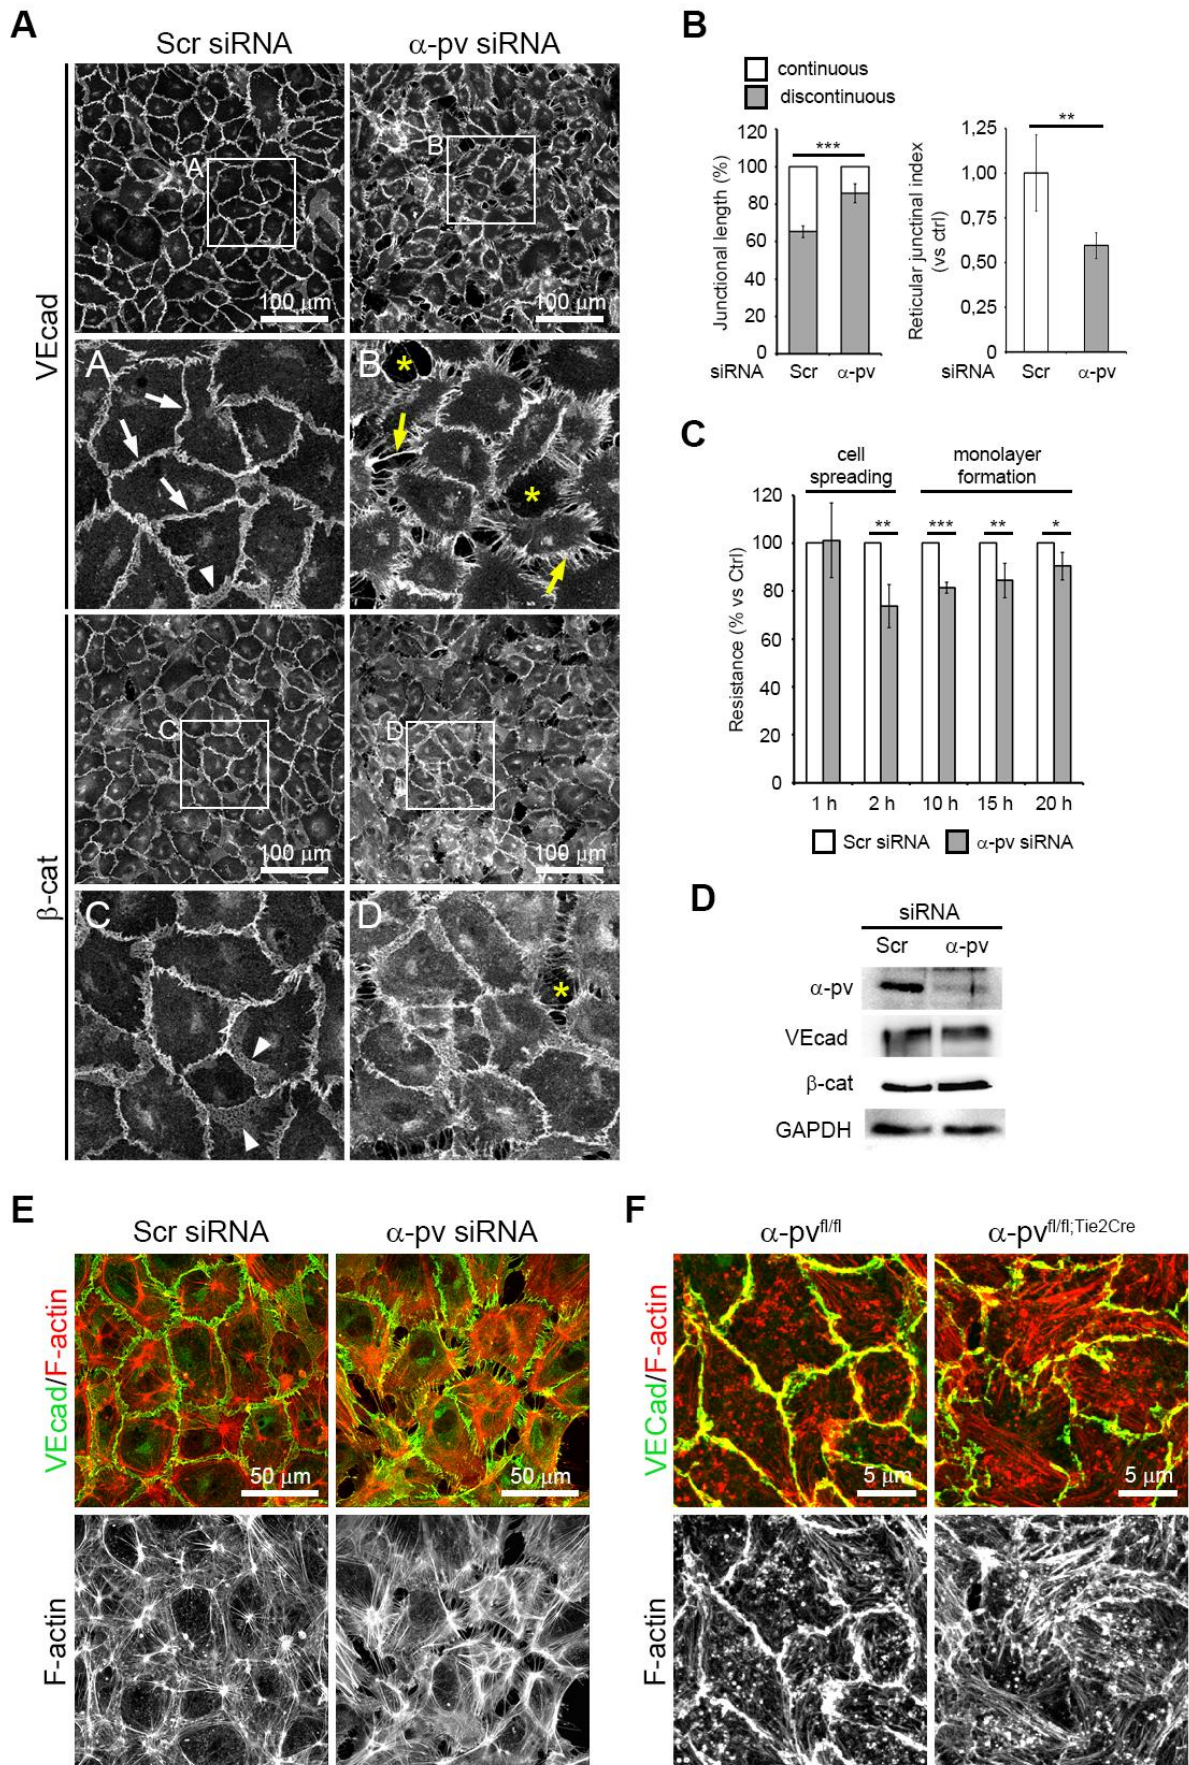 A
Scr siRNA
α-pv siRNA
VEcad
A
100 µm
B
100 µm
A
B
*
*
β-cat
C
100 µm
D
100 µm
C
D
*
B
continuous
discontinuous
Junctional length (%)
120
100
80
60
40
20
0
***
siRNA Scr α-pv
Reticular junctinal index
(vs ctrl)
1,25
1,00
0,75
0,50
0,25
0,00
**
siRNA Scr α-pv
C
cell
spreading
monolayer
formation
Resistance (% vs Ctrl)
120
100
80
60
40
20
0
** *** ** *
1 h 2 h 10 h 15 h 20 h
Scr siRNA α-pv siRNA
D
siRNA
Scr α-pv
α-pv
VEcad
β-cat
GAPDH
E
Scr siRNA α-pv siRNA
VEcad/F-actin
50 µm 50 µm
F-actin
F
α-pvfl/fl α-pvfl/fl;Tie2Cre
VECad/F-actin
5 µm 5 µm
F-actin